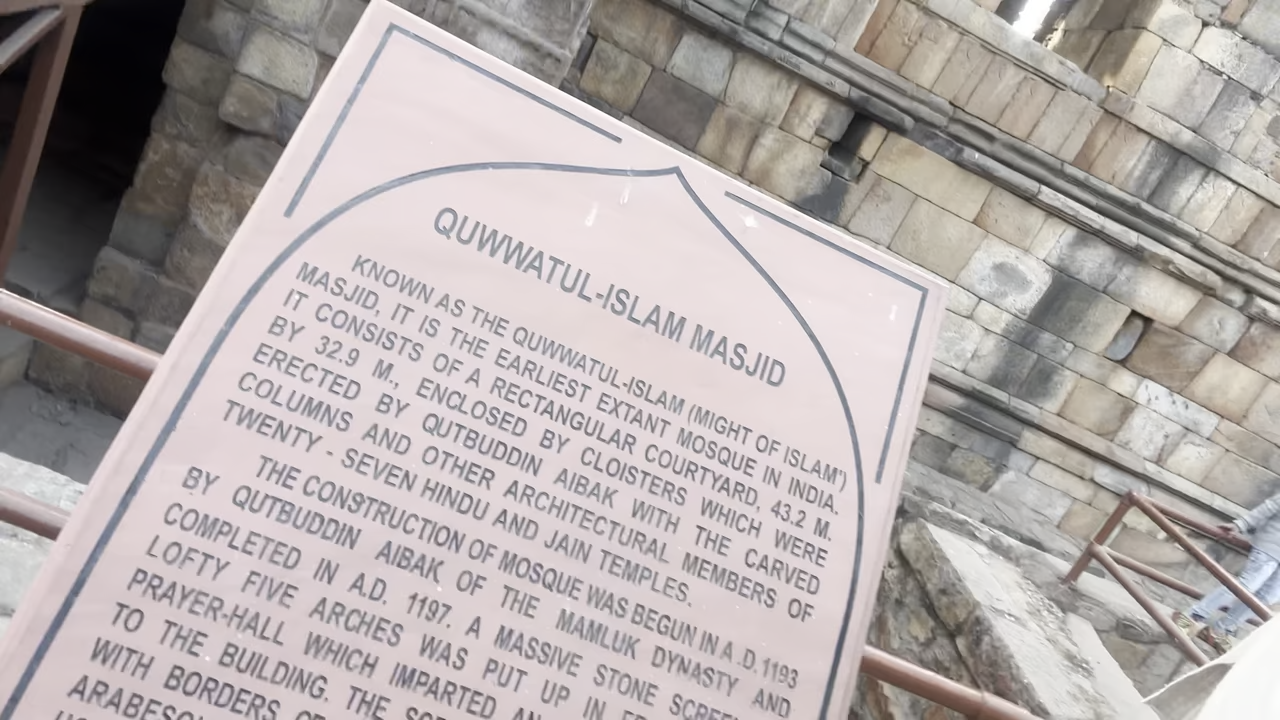 QUWWATUL-ISLAM MASJID
KNOWN AS THE QUWWATUL-ISLAM (MIGHT OF ISLAM')
MASJID, IT IS THE EARLIEST EXTANT MOSQUE IN INDIA.
IT CONSISTS OF A RECTANGULAR COURTYARD, 43.2 M.
BY 32.9 M., ENCLOSED BY CLOISTERS WHICH WERE
ERECTED BY QUTBUDDIN AIBAK WITH THE CARVED
COLUMNS AND OTHER ARCHITECTURAL MEMBERS OF
TWENTY - SEVEN HINDU AND JAIN TEMPLES.
THE CONSTRUCTION OF MOSQUE WAS BEGUN IN A .D. 1193
BY QUTBUDDIN AIBAK OF THE MAMLUK DYNASTY AND
COMPLETED IN A.D. 1197. A MASSIVE STONE SCREEN
LOFTY FIVE ARCHES WAS PUT UP IN
PRAYER-HALL WHICH IMPARTED AN
TO THE BUILDING. THE
WITH BORDERS